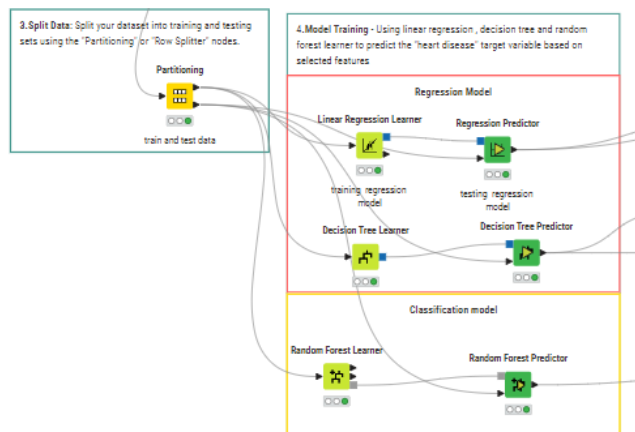 3.Split Data: Split your dataset into training and testing
sets using the "Partitioning" or "Row Splitter" nodes.
Partitioning
train and test data
4.Model Training - Using linear regression , decision tree and random
forest learner to predict the "heart disease" target variable based on
selected features
Regression Model
Linear Regression Learner
Regression Predictor
training regression
model
testing regression
model
Decision Tree Learner
Decision Tree Predictor
Classification model
Random Forest Learner
Random Forest Predictor